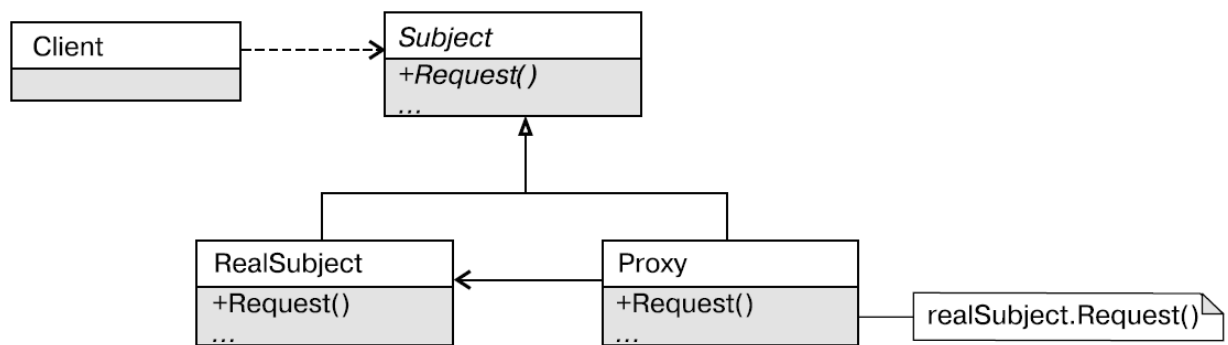 Client
Subject
+Request()
...
RealSubject
+Request()
...
Proxy
+Request()
...
realSubject.Request()